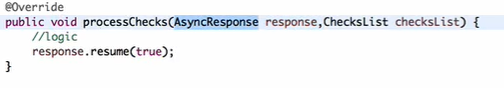 @Override
public void processChecks(AsyncResponse response,ChecksList checksList) {
//logic
response.resume(true);
}